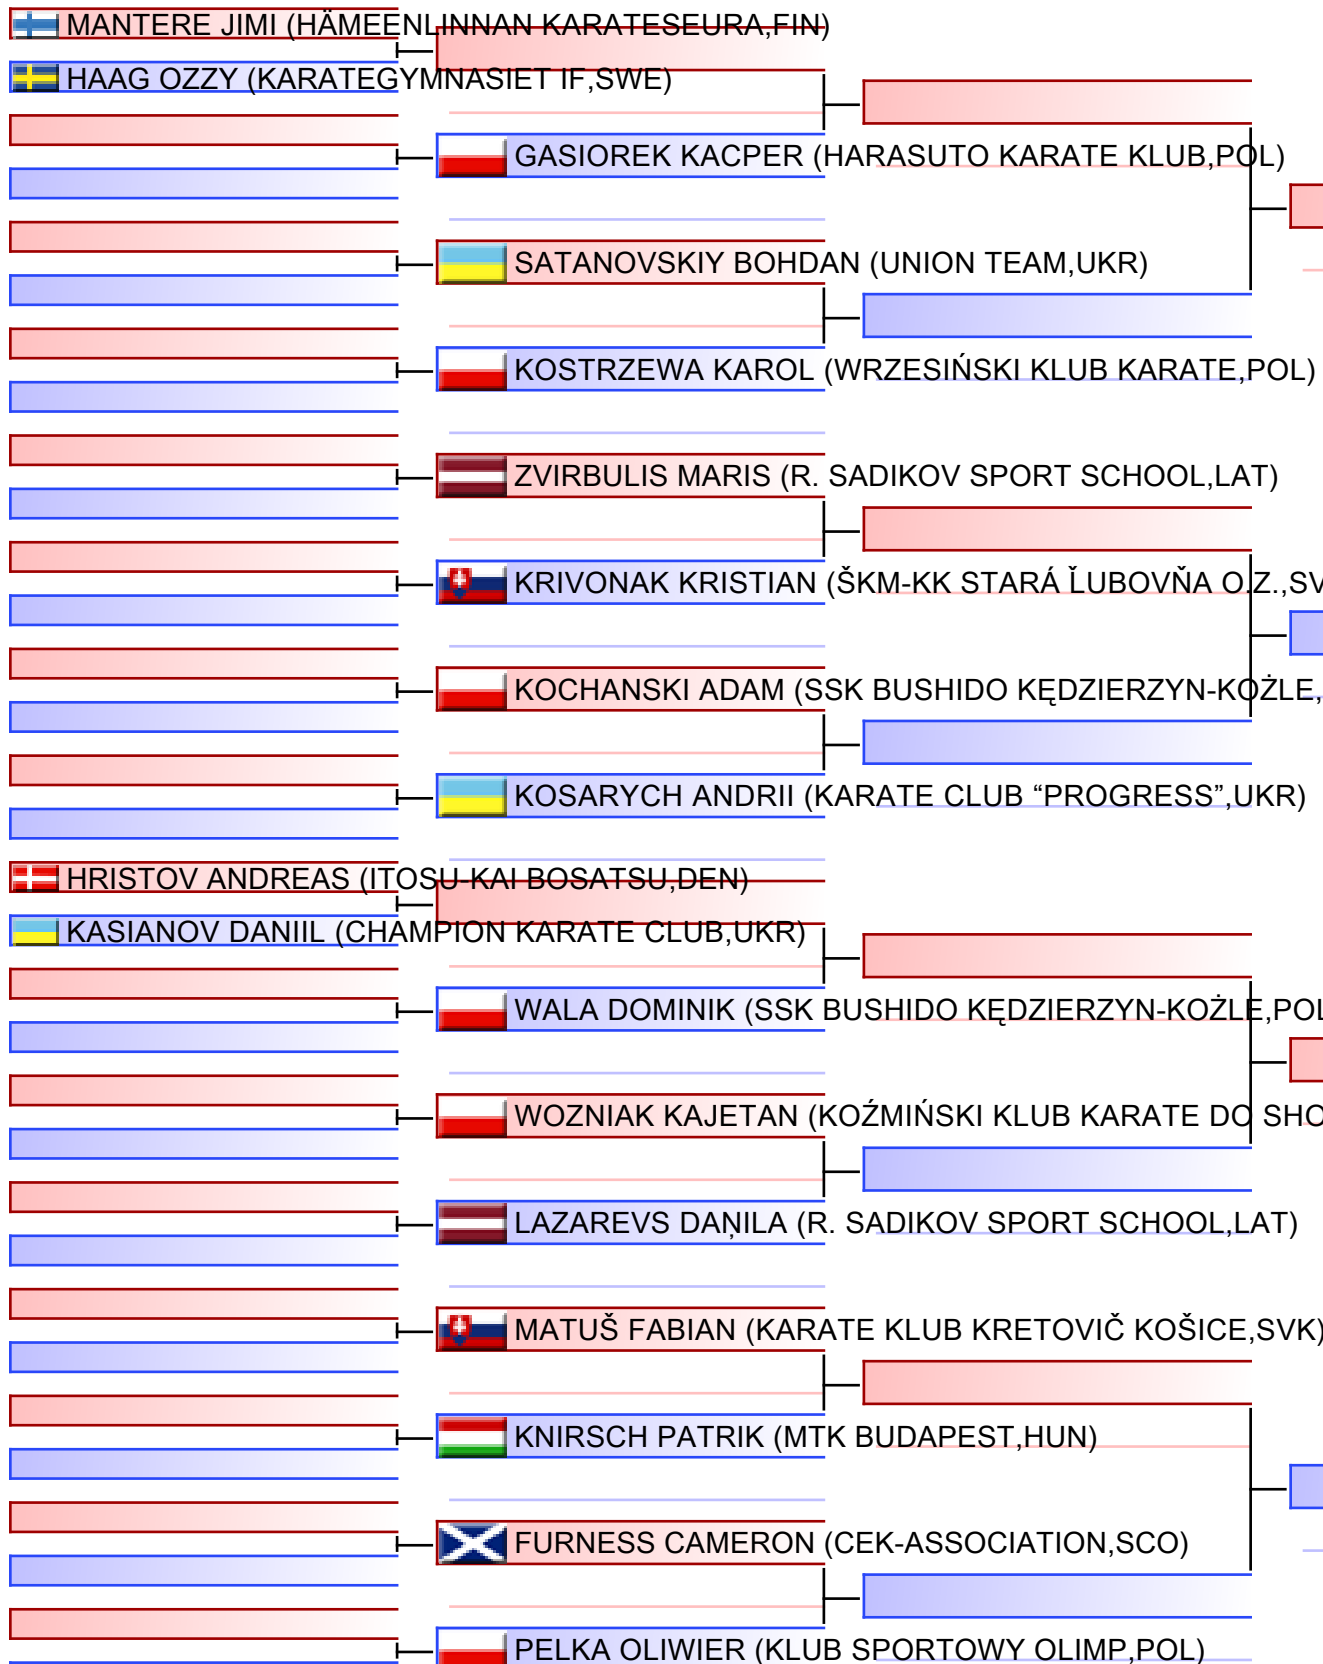 MANTERE JIMI (HÄMEENLINNAN KARATESEURA,FIN)
HAAG OZZY (KARATEGYMNASIET IF,SWE)
GASIOREK KACPER (HARASUTO KARATE KLUB,POL)
SATANOVSKIY BOHDAN (UNION TEAM,UKR)
KOSTRZEWA KAROL (WRZESIŃSKI KLUB KARATE,POL)
ZVIRBULIS MARIS (R. SADIKOV SPORT SCHOOL,LAT)
KRIVONAK KRISTIAN (ŠKM-KK STARÁ ĽUBOVŇA O.Z.,SV
KOCHANSKI ADAM (SSK BUSHIDO KĘDZIERZYN-KOŻLE,
KOSARYCH ANDRII (KARATE CLUB “PROGRESS”,UKR)
HRISTOV ANDREAS (ITOSU-KAI BOSATSU,DEN)
KASIANOV DANIIL (CHAMPION KARATE CLUB,UKR)
WALA DOMINIK (SSK BUSHIDO KĘDZIERZYN-KOŻLE,POL
WOZNIAK KAJETAN (KOŹMIŃSKI KLUB KARATE DO SHO
LAZAREVS DAŅILA (R. SADIKOV SPORT SCHOOL,LAT)
MATUŠ FABIAN (KARATE KLUB KRETOVIČ KOŠICE,SVK)
KNIRSCH PATRIK (MTK BUDAPEST,HUN)
FURNESS CAMERON (CEK-ASSOCIATION,SCO)
PELKA OLIWIER (KLUB SPORTOWY OLIMP,POL)